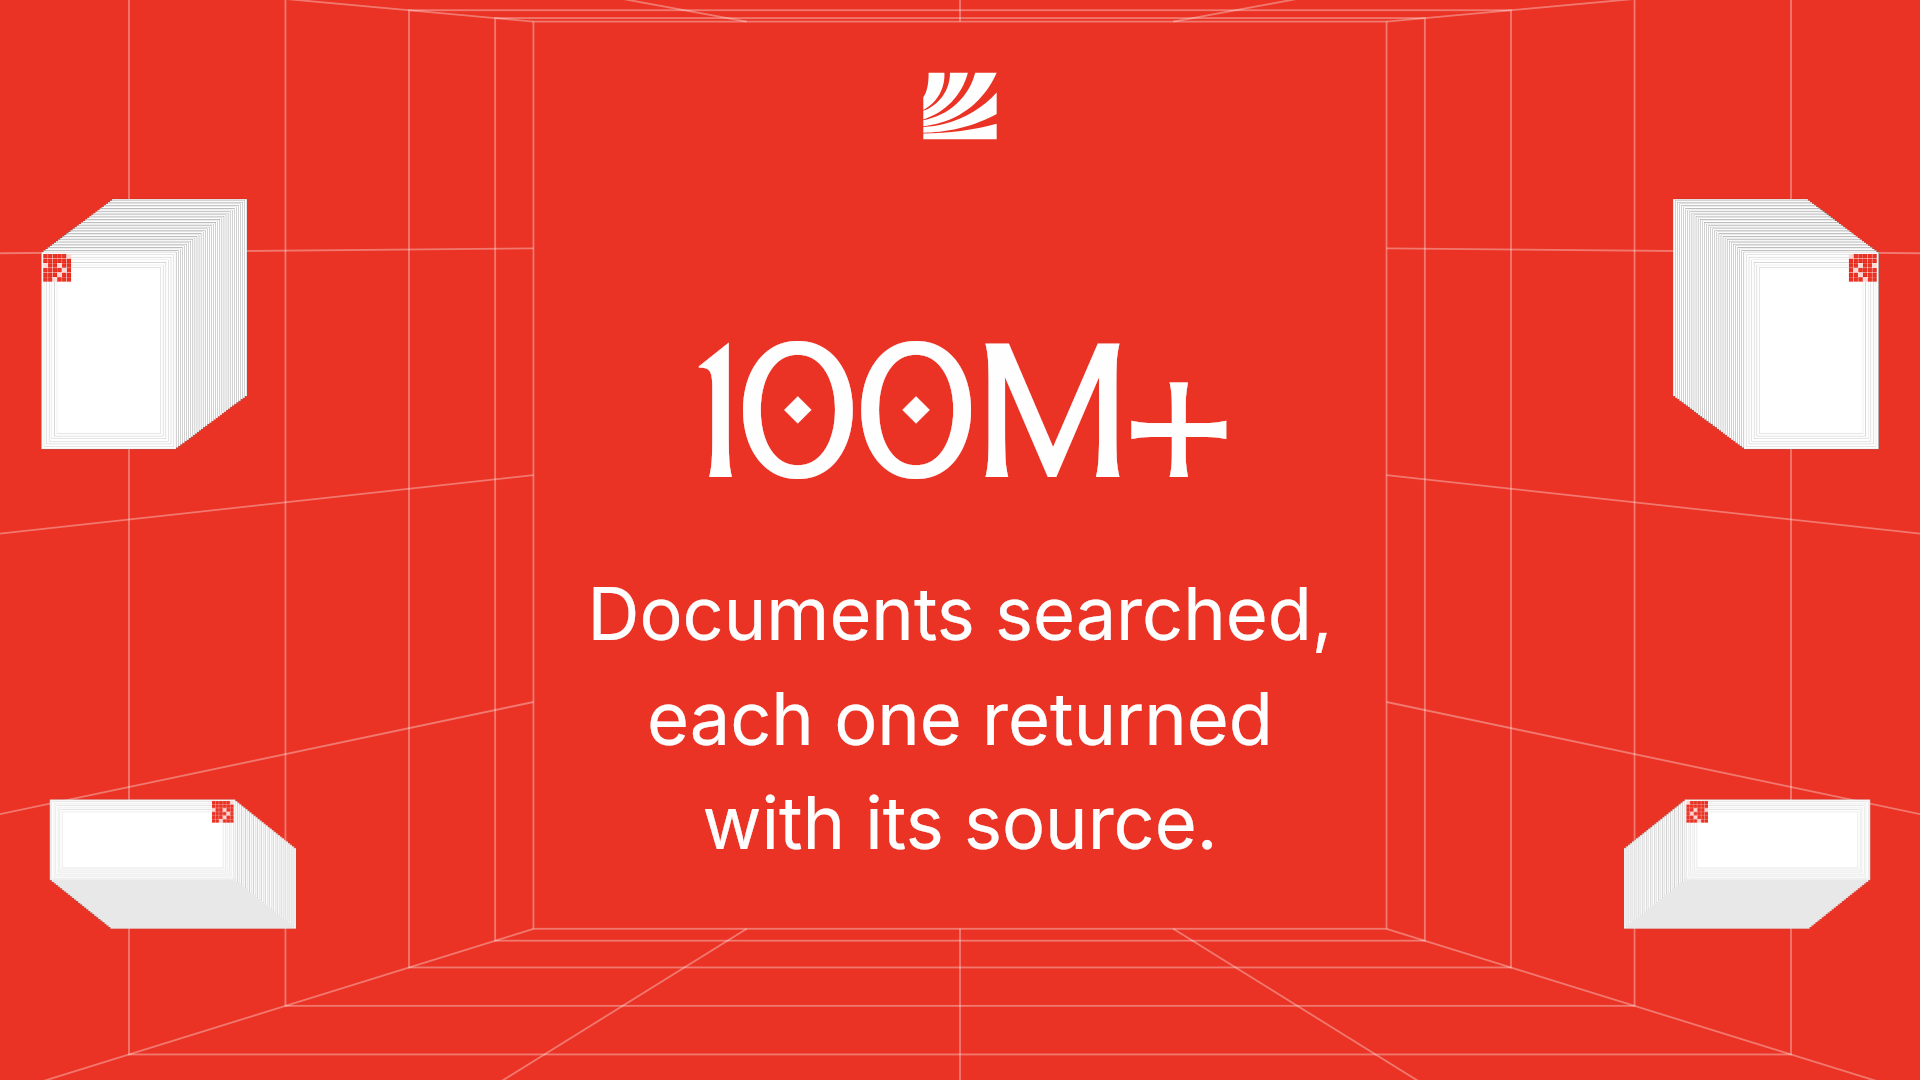 100M+
Documents searched,
each one returned
with its source.